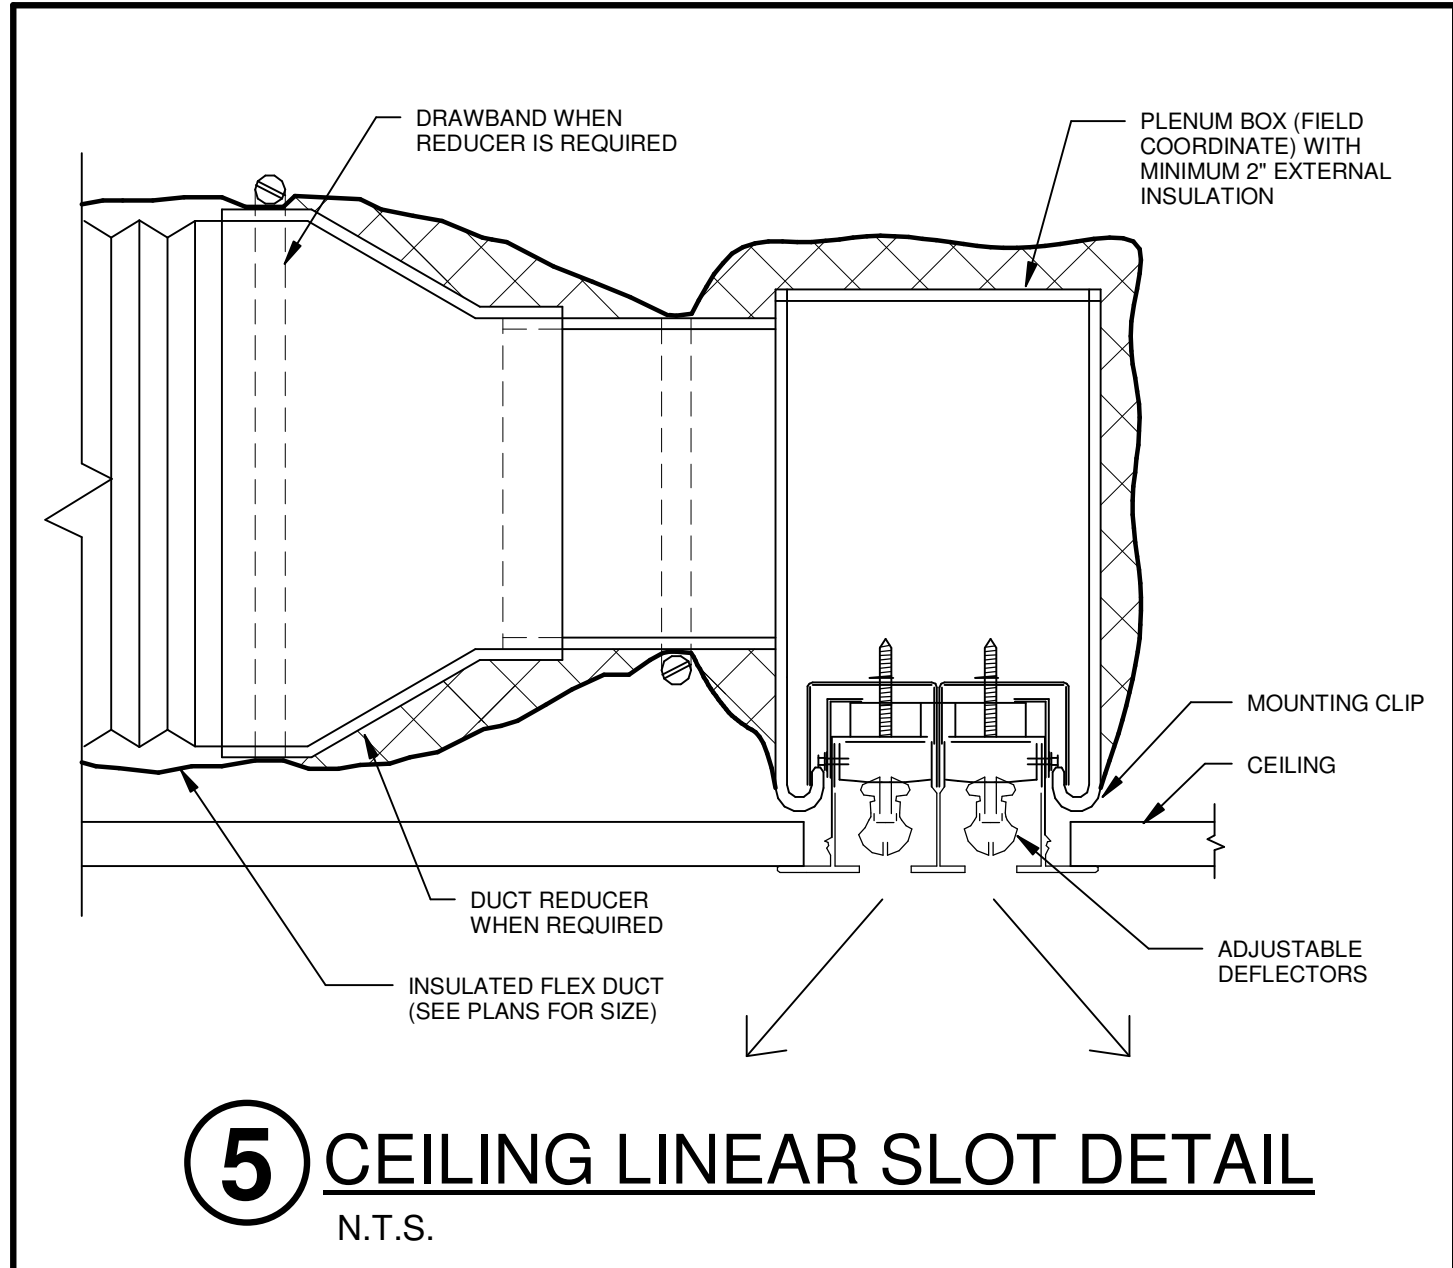 DRAWBAND WHEN
REDUCER IS REQUIRED
PLENUM BOX (FIELD
COORDINATE) WITH
MINIMUM 2" EXTERNAL
INSULATION
MOUNTING CLIP
CEILING
DUCT REDUCER
WHEN REQUIRED
ADJUSTABLE
DEFLECTORS
INSULATED FLEX DUCT
(SEE PLANS FOR SIZE)
5 CEILING LINEAR SLOT DETAIL
N.T.S.